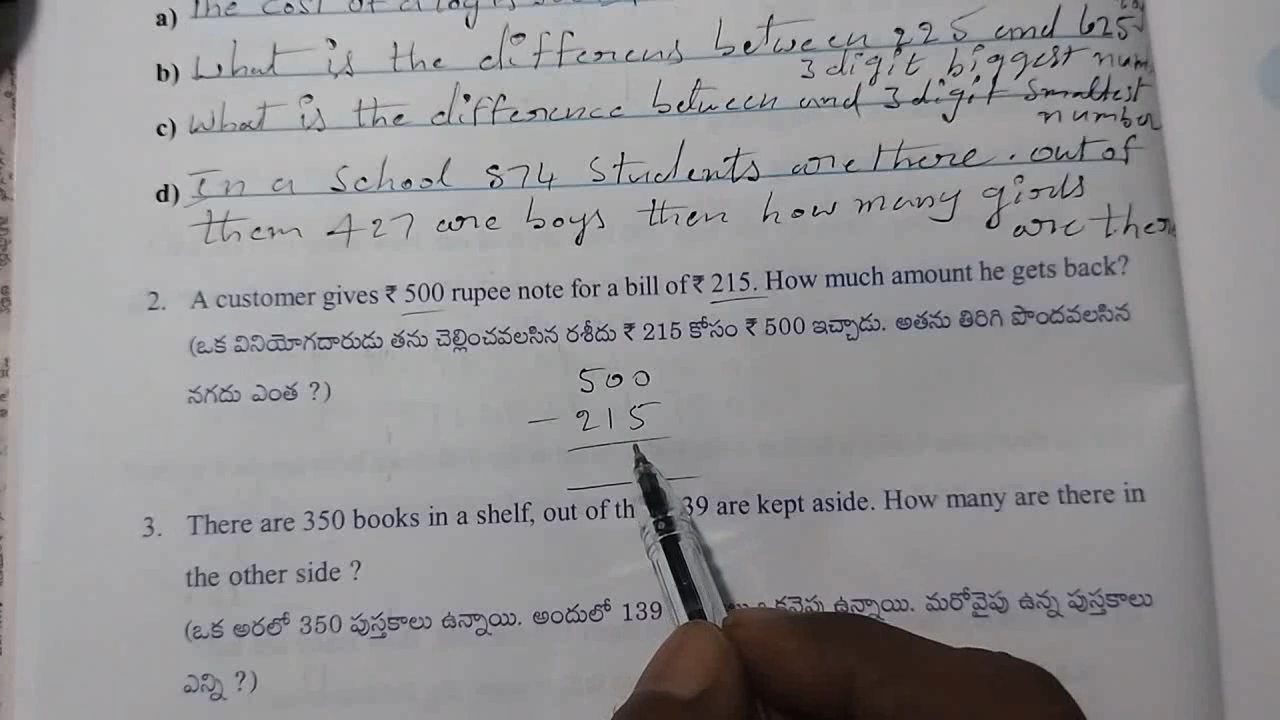 a) The cost of a
b) What is the differens between 225 and 625
3 digit biggest num
c) What is the difference between and 3 digit smaltest
number
d) In a school 874 students are there. out of
them 427 are boys then how many girls
are ther
2. A customer gives ₹ 500 rupee note for a bill of ₹ 215. How much amount he gets back?
(ఒక వినియోగదారుడు తను చెల్లించవలసిన రశీదు ₹ 215 కోసం ₹ 500 ఇచ్చాడు. అతను తిరిగి పొందవలసిన
నగదు ఎంత ?)
500
- 215
3. There are 350 books in a shelf, out of th 39 are kept aside. How many are there in
the other side ?
(ఒక అరలో 350 పుస్తకాలు ఉన్నాయి. అందులో 139 ఒకవైపు ఉన్నాయి. మరోవైపు ఉన్న పుస్తకాలు
ఎన్ని ?)